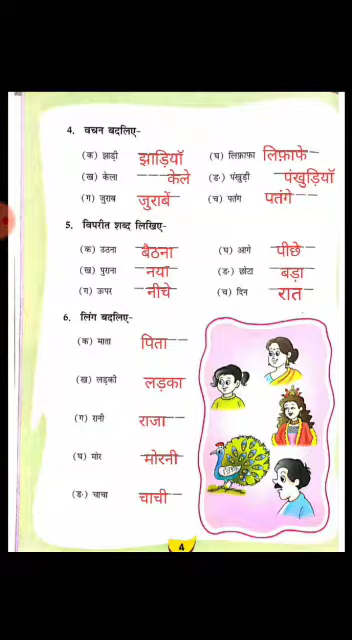 4. वचन बदलिए-
(क) झाड़ी झाड़ियाँ (घ) लिफ़ाफा लिफ़ाफे
(ख) केला केले (ङ) पंखुड़ी पंखुड़ियाँ
(ग) जुराब जुराबें (च) पतंग पतंगे
5. विपरीत शब्द लिखिए-
(क) उठना बैठना (घ) आगे पीछे
(ख) पुराना नया (ङ) छोटा बड़ा
(ग) ऊपर नीचे (च) दिन रात
6. लिंग बदलिए-
(क) माता पिता
(ख) लड़की लड़का
(ग) रानी राजा
(घ) मोर मोरनी
(ङ) चाचा चाची
4